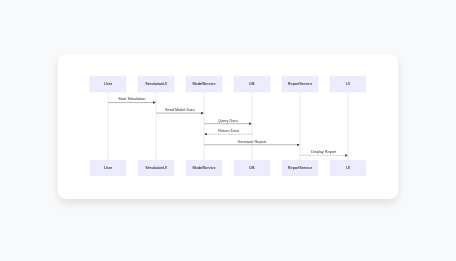 User SimulationUI ModelService DB ReportService UI
Start Simulation
Send Model Data
Query Data
Return Data
Generate Report
Display Report
User SimulationUI ModelService DB ReportService UI